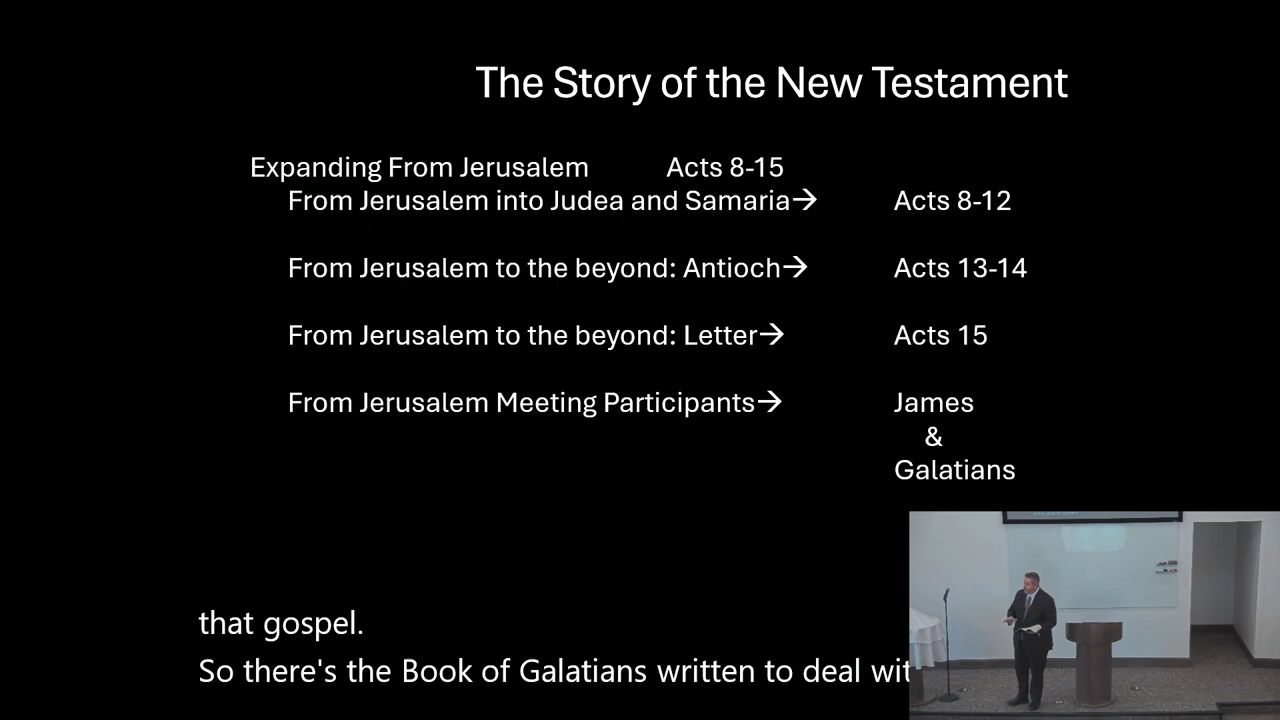 The Story of the New Testament
Expanding From Jerusalem Acts 8-15
From Jerusalem into Judea and Samaria→ Acts 8-12
From Jerusalem to the beyond: Antioch→ Acts 13-14
From Jerusalem to the beyond: Letter→ Acts 15
From Jerusalem Meeting Participants→ James
&
Galatians
that gospel.
So there's the Book of Galatians written to deal